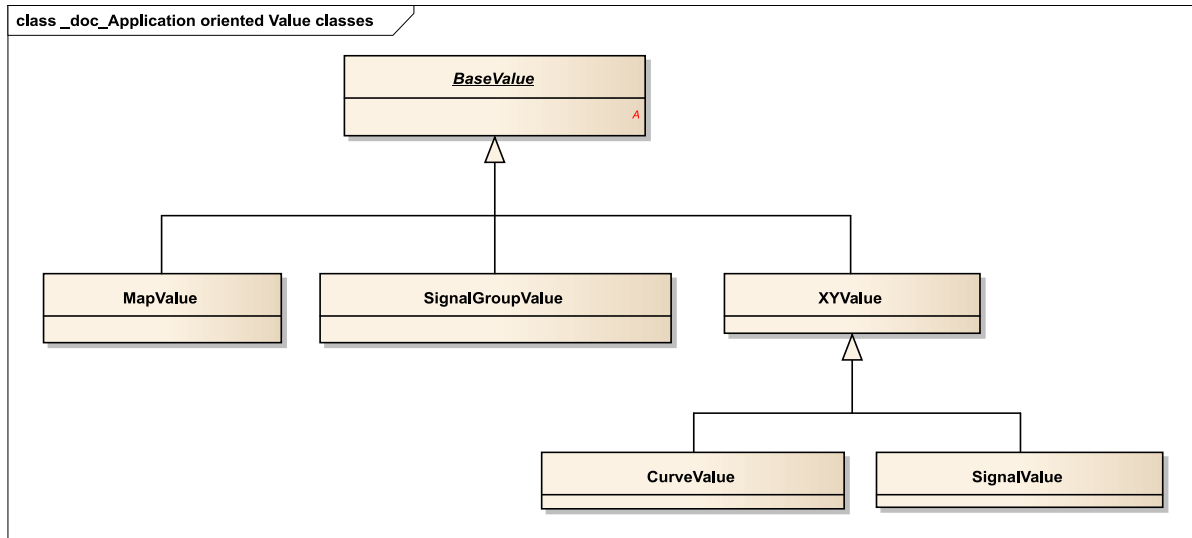 class _doc_Application oriented Value classes
BaseValue
A
MapValue
SignalGroupValue
XYValue
CurveValue
SignalValue